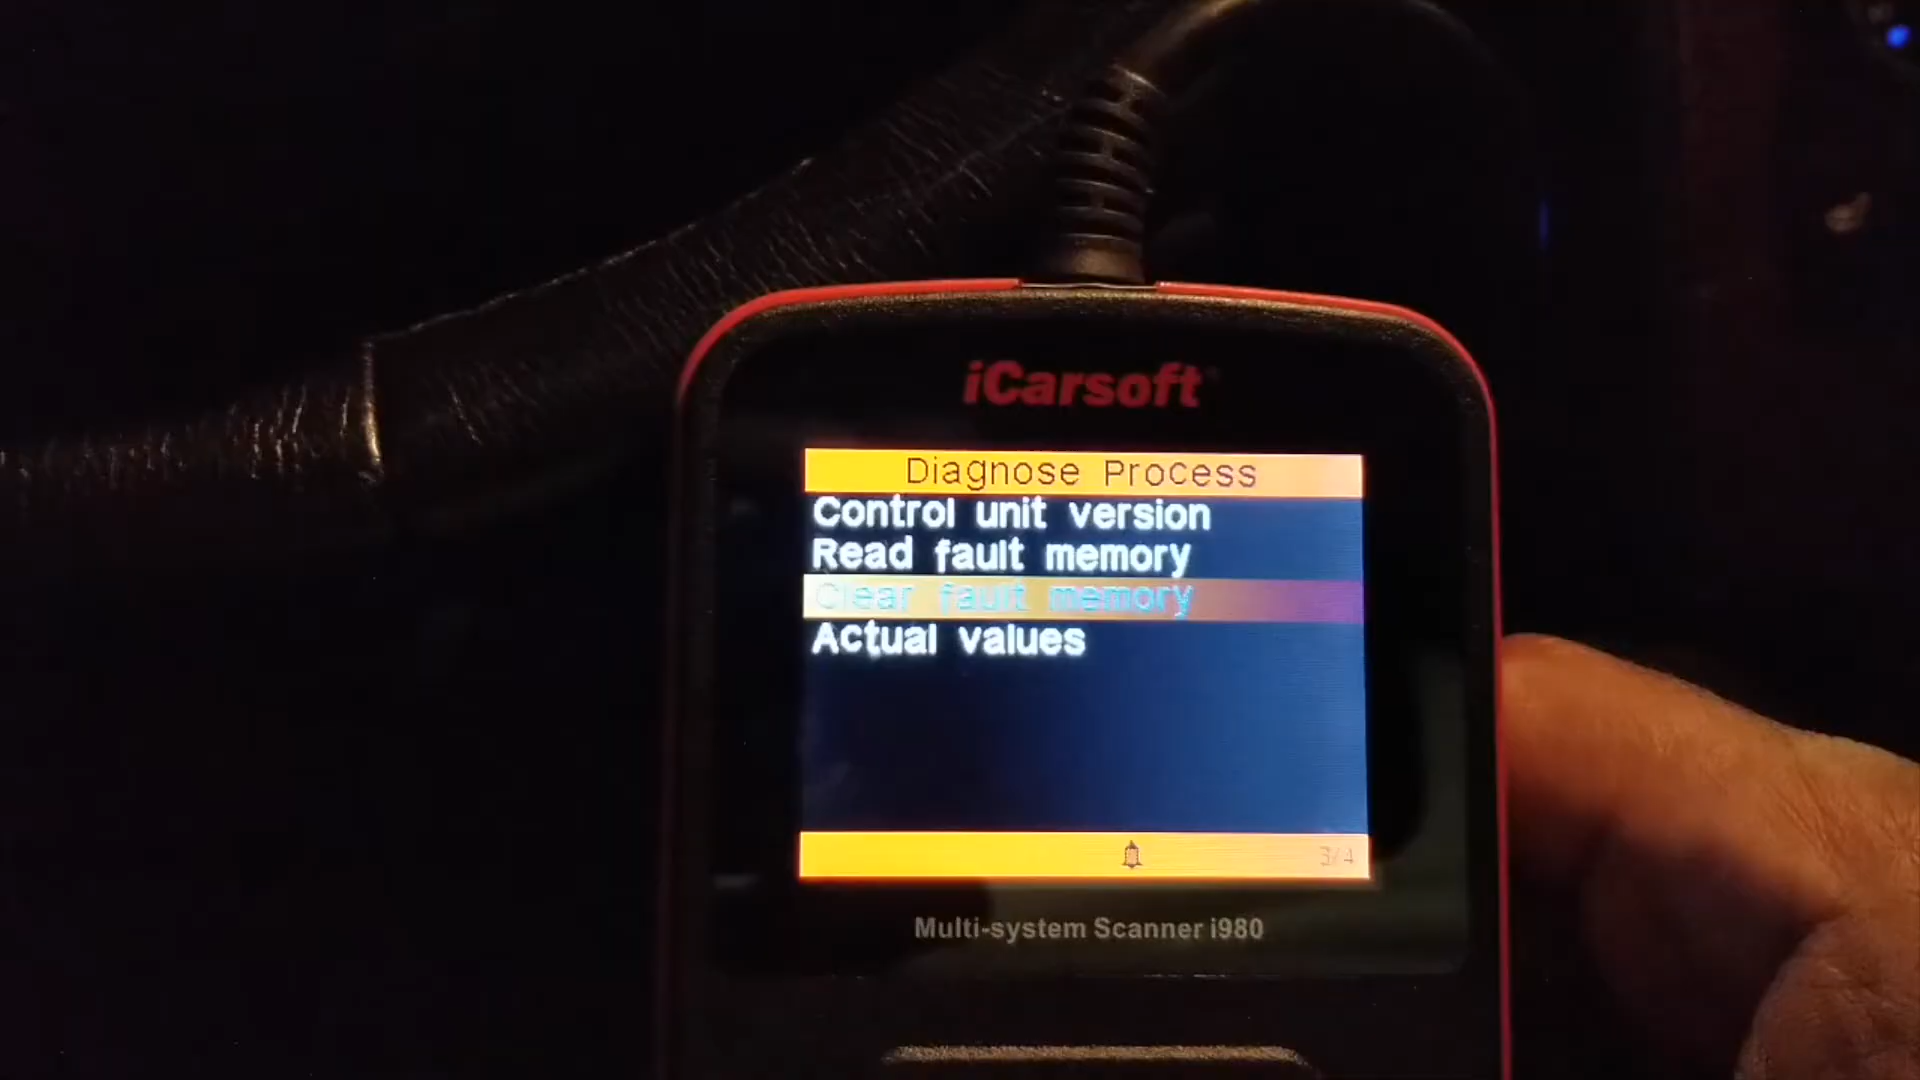 iCarsoft
Diagnose Process
Control unit version
Read fault memory
Clear fault memory
Actual values
3/4
Multi-system Scanner i980